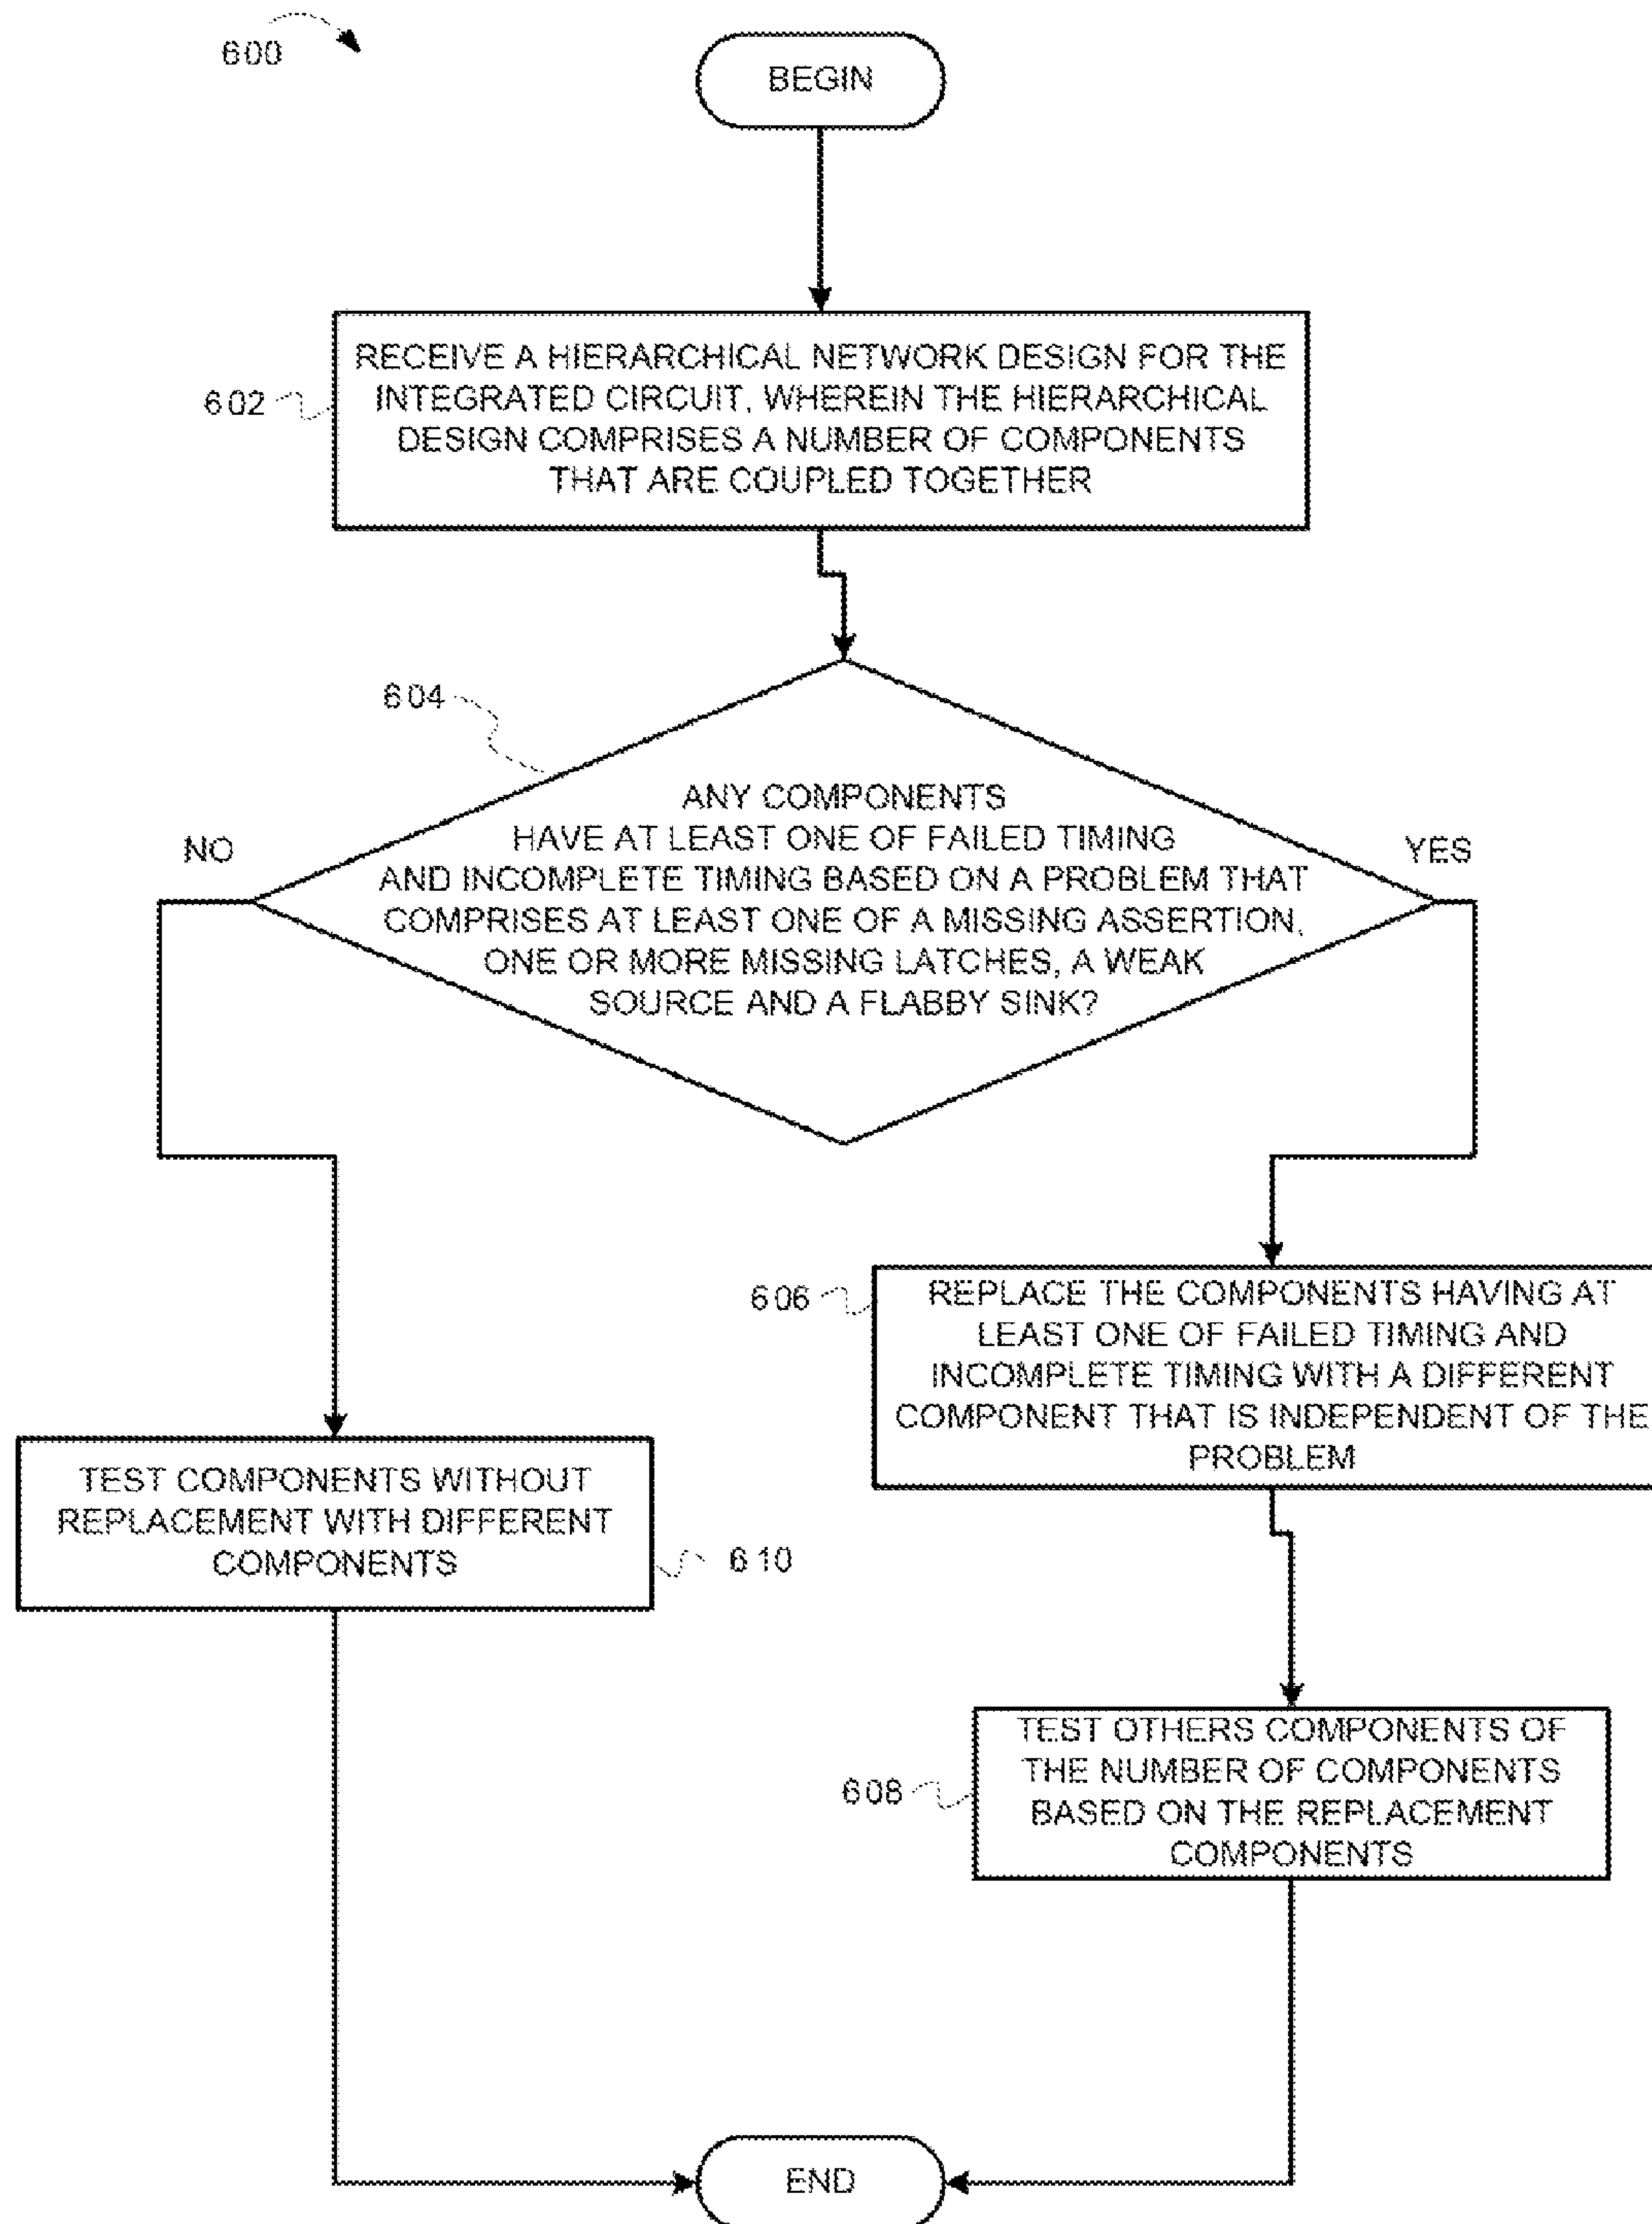 600
BEGIN
602
RECEIVE A HIERARCHICAL NETWORK DESIGN FOR THE
INTEGRATED CIRCUIT, WHEREIN THE HIERARCHICAL
DESIGN COMPRISES A NUMBER OF COMPONENTS
THAT ARE COUPLED TOGETHER
604
ANY COMPONENTS
HAVE AT LEAST ONE OF FAILED TIMING
AND INCOMPLETE TIMING BASED ON A PROBLEM THAT
COMPRISES AT LEAST ONE OF A MISSING ASSERTION,
ONE OR MORE MISSING LATCHES, A WEAK
SOURCE AND A FLABBY SINK?
NO
YES
606
REPLACE THE COMPONENTS HAVING AT
LEAST ONE OF FAILED TIMING AND
INCOMPLETE TIMING WITH A DIFFERENT
COMPONENT THAT IS INDEPENDENT OF THE
PROBLEM
TEST COMPONENTS WITHOUT
REPLACEMENT WITH DIFFERENT
COMPONENTS
610
608
TEST OTHERS COMPONENTS OF
THE NUMBER OF COMPONENTS
BASED ON THE REPLACEMENT
COMPONENTS
END